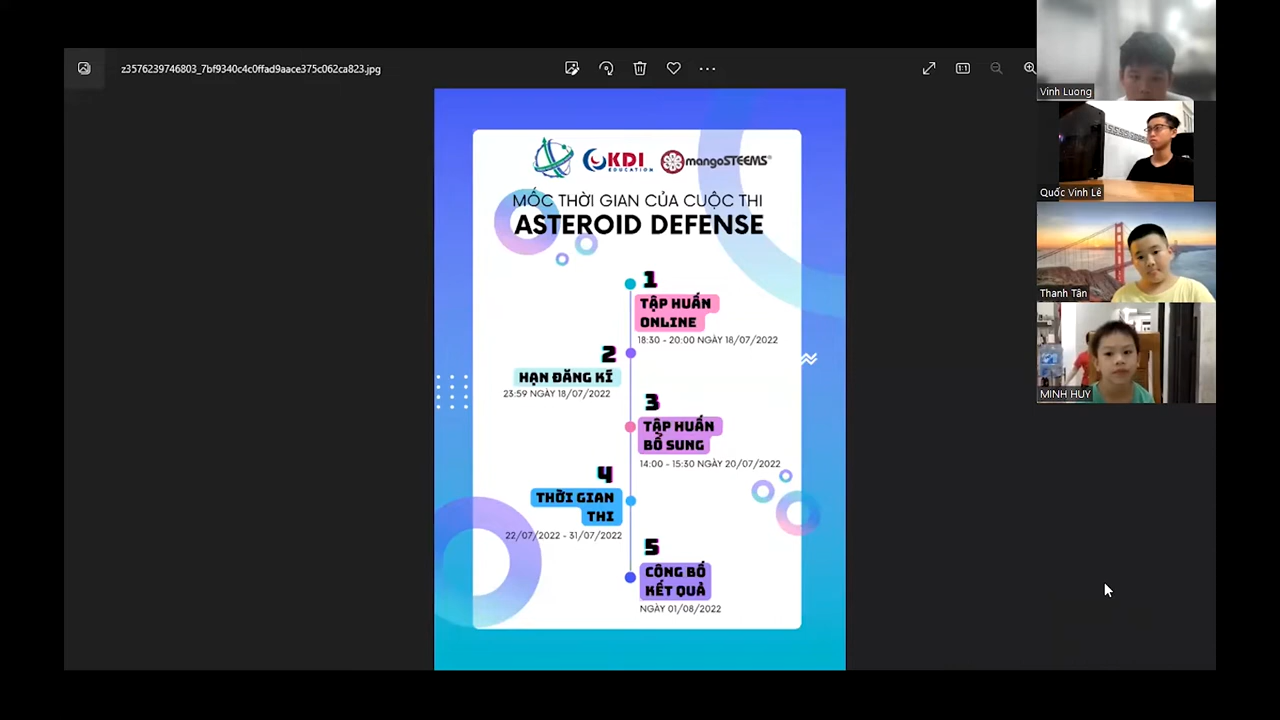 z3576239746803_7bf9340c4c0ffad9aace375c062ca823.jpg
KDI
EDUCATION
mangoSTEEMS®
MỐC THỜI GIAN CỦA CUỘC THI
ASTEROID DEFENSE
1
TẬP HUẤN
ONLINE
18:30 - 20:00 NGÀY 18/07/2022
2
HẠN ĐĂNG KÍ
23:59 NGÀY 18/07/2022
3
TẬP HUẤN
BỔ SUNG
14:00 - 15:30 NGÀY 20/07/2022
4
THỜI GIAN
THI
22/07/2022 - 31/07/2022
5
CÔNG BỐ
KẾT QUẢ
NGÀY 01/08/2022
Vinh Luong
Quốc Vinh Lê
Thanh Tân
MINH HUY